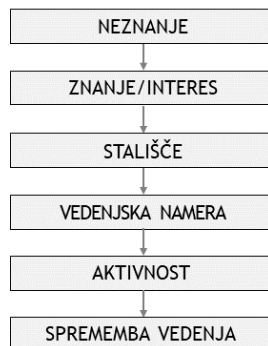 NEZNANJE
ZNANJE/INTERES
STALIŠČE
VEDENJSKA NAMERA
AKTIVNOST
SPREMEMBA VEDENJA